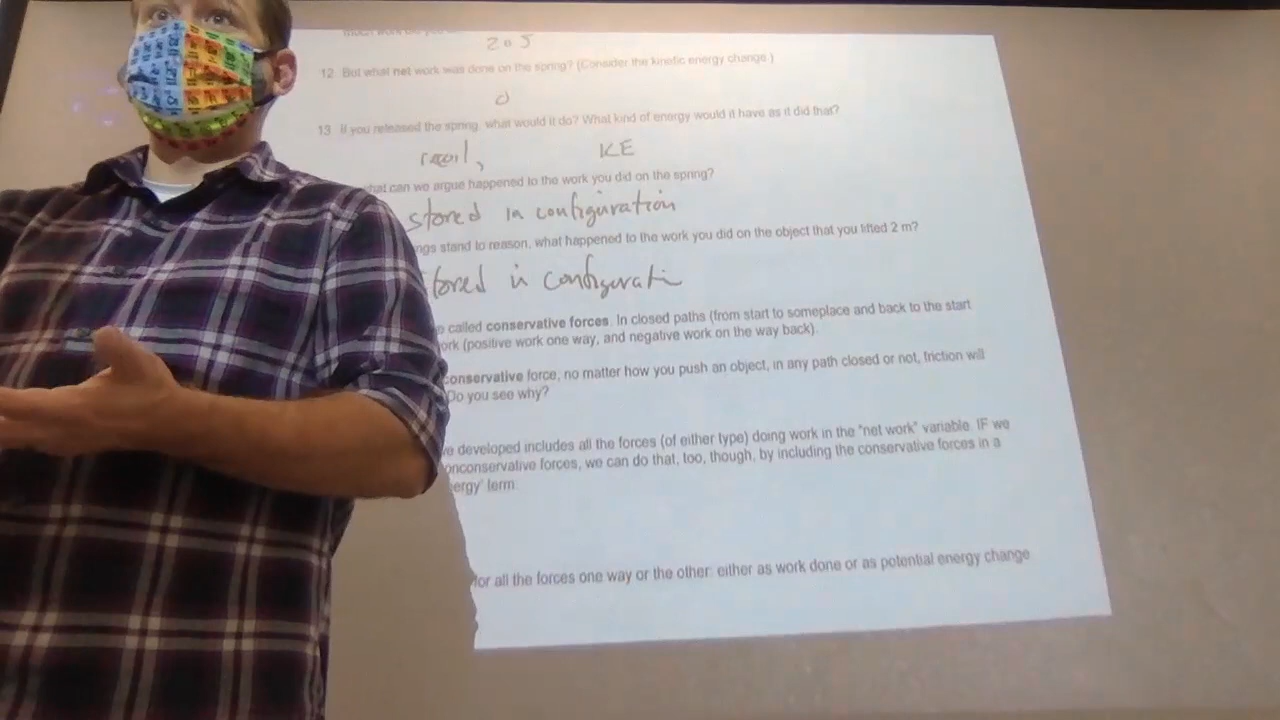 20 J
12. But what net work was done on the spring? (Consider the kinetic energy change.)
0
13. If you released the spring, what would it do? What kind of energy would it have as it did that?
recoil, KE
what can we argue happened to the work you did on the spring?
stored in configuration
ngs stand to reason, what happened to the work you did on the object that you lifted 2 m?
tored in configurati
called conservative forces. In closed paths (from start to someplace and back to the start
ork (positive work one way, and negative work on the way back).
conservative force, no matter how you push an object, in any path closed or not, friction will
Do you see why?
e developed includes all the forces (of either type) doing work in the "net work" variable. IF we
onconservative forces, we can do that, too, though, by including the conservative forces in a
ergy' term.
for all the forces one way or the other: either as work done or as potential energy change